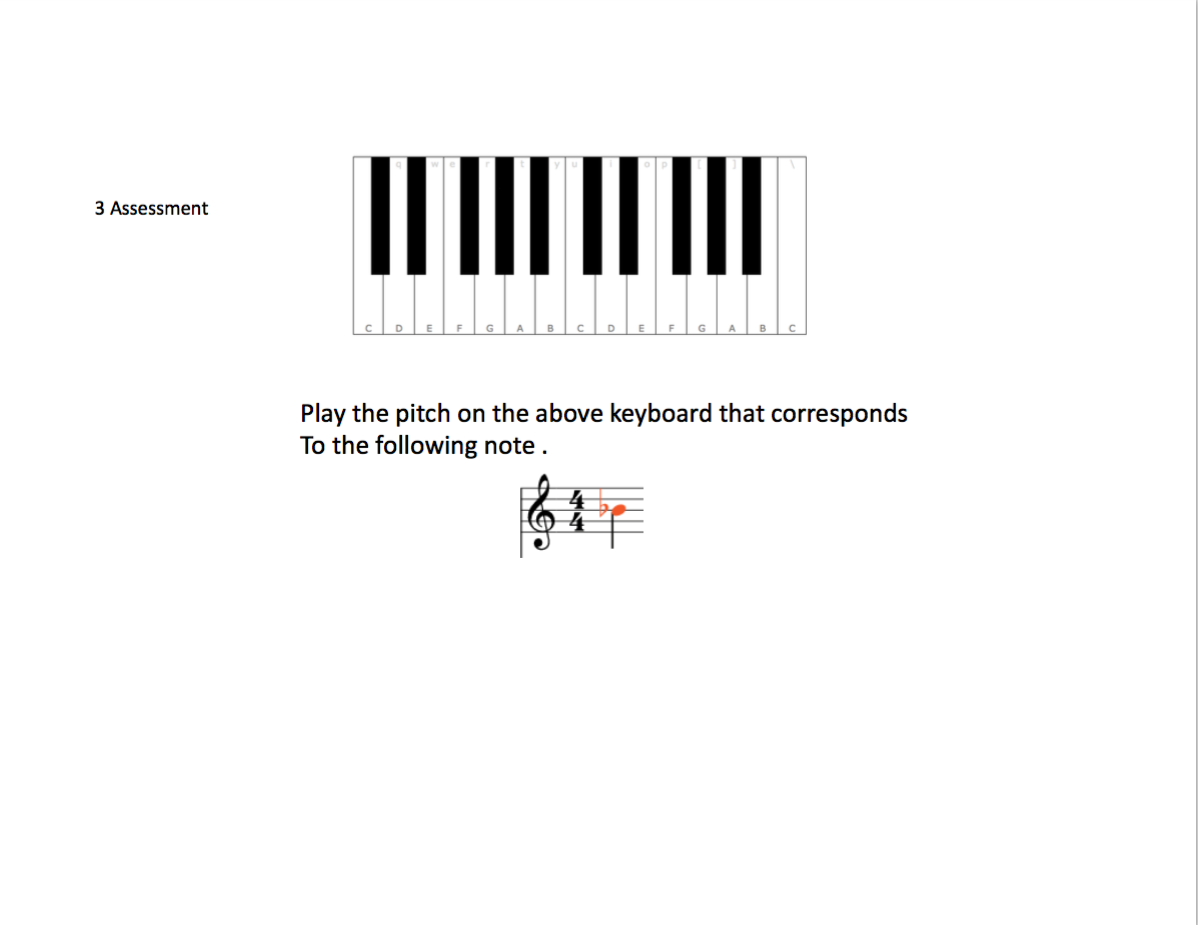 q w e r t y u i o p [ ] \
3 Assessment
C D E F G A B C D E F G A B C
Play the pitch on the above keyboard that corresponds
To the following note .
4
4